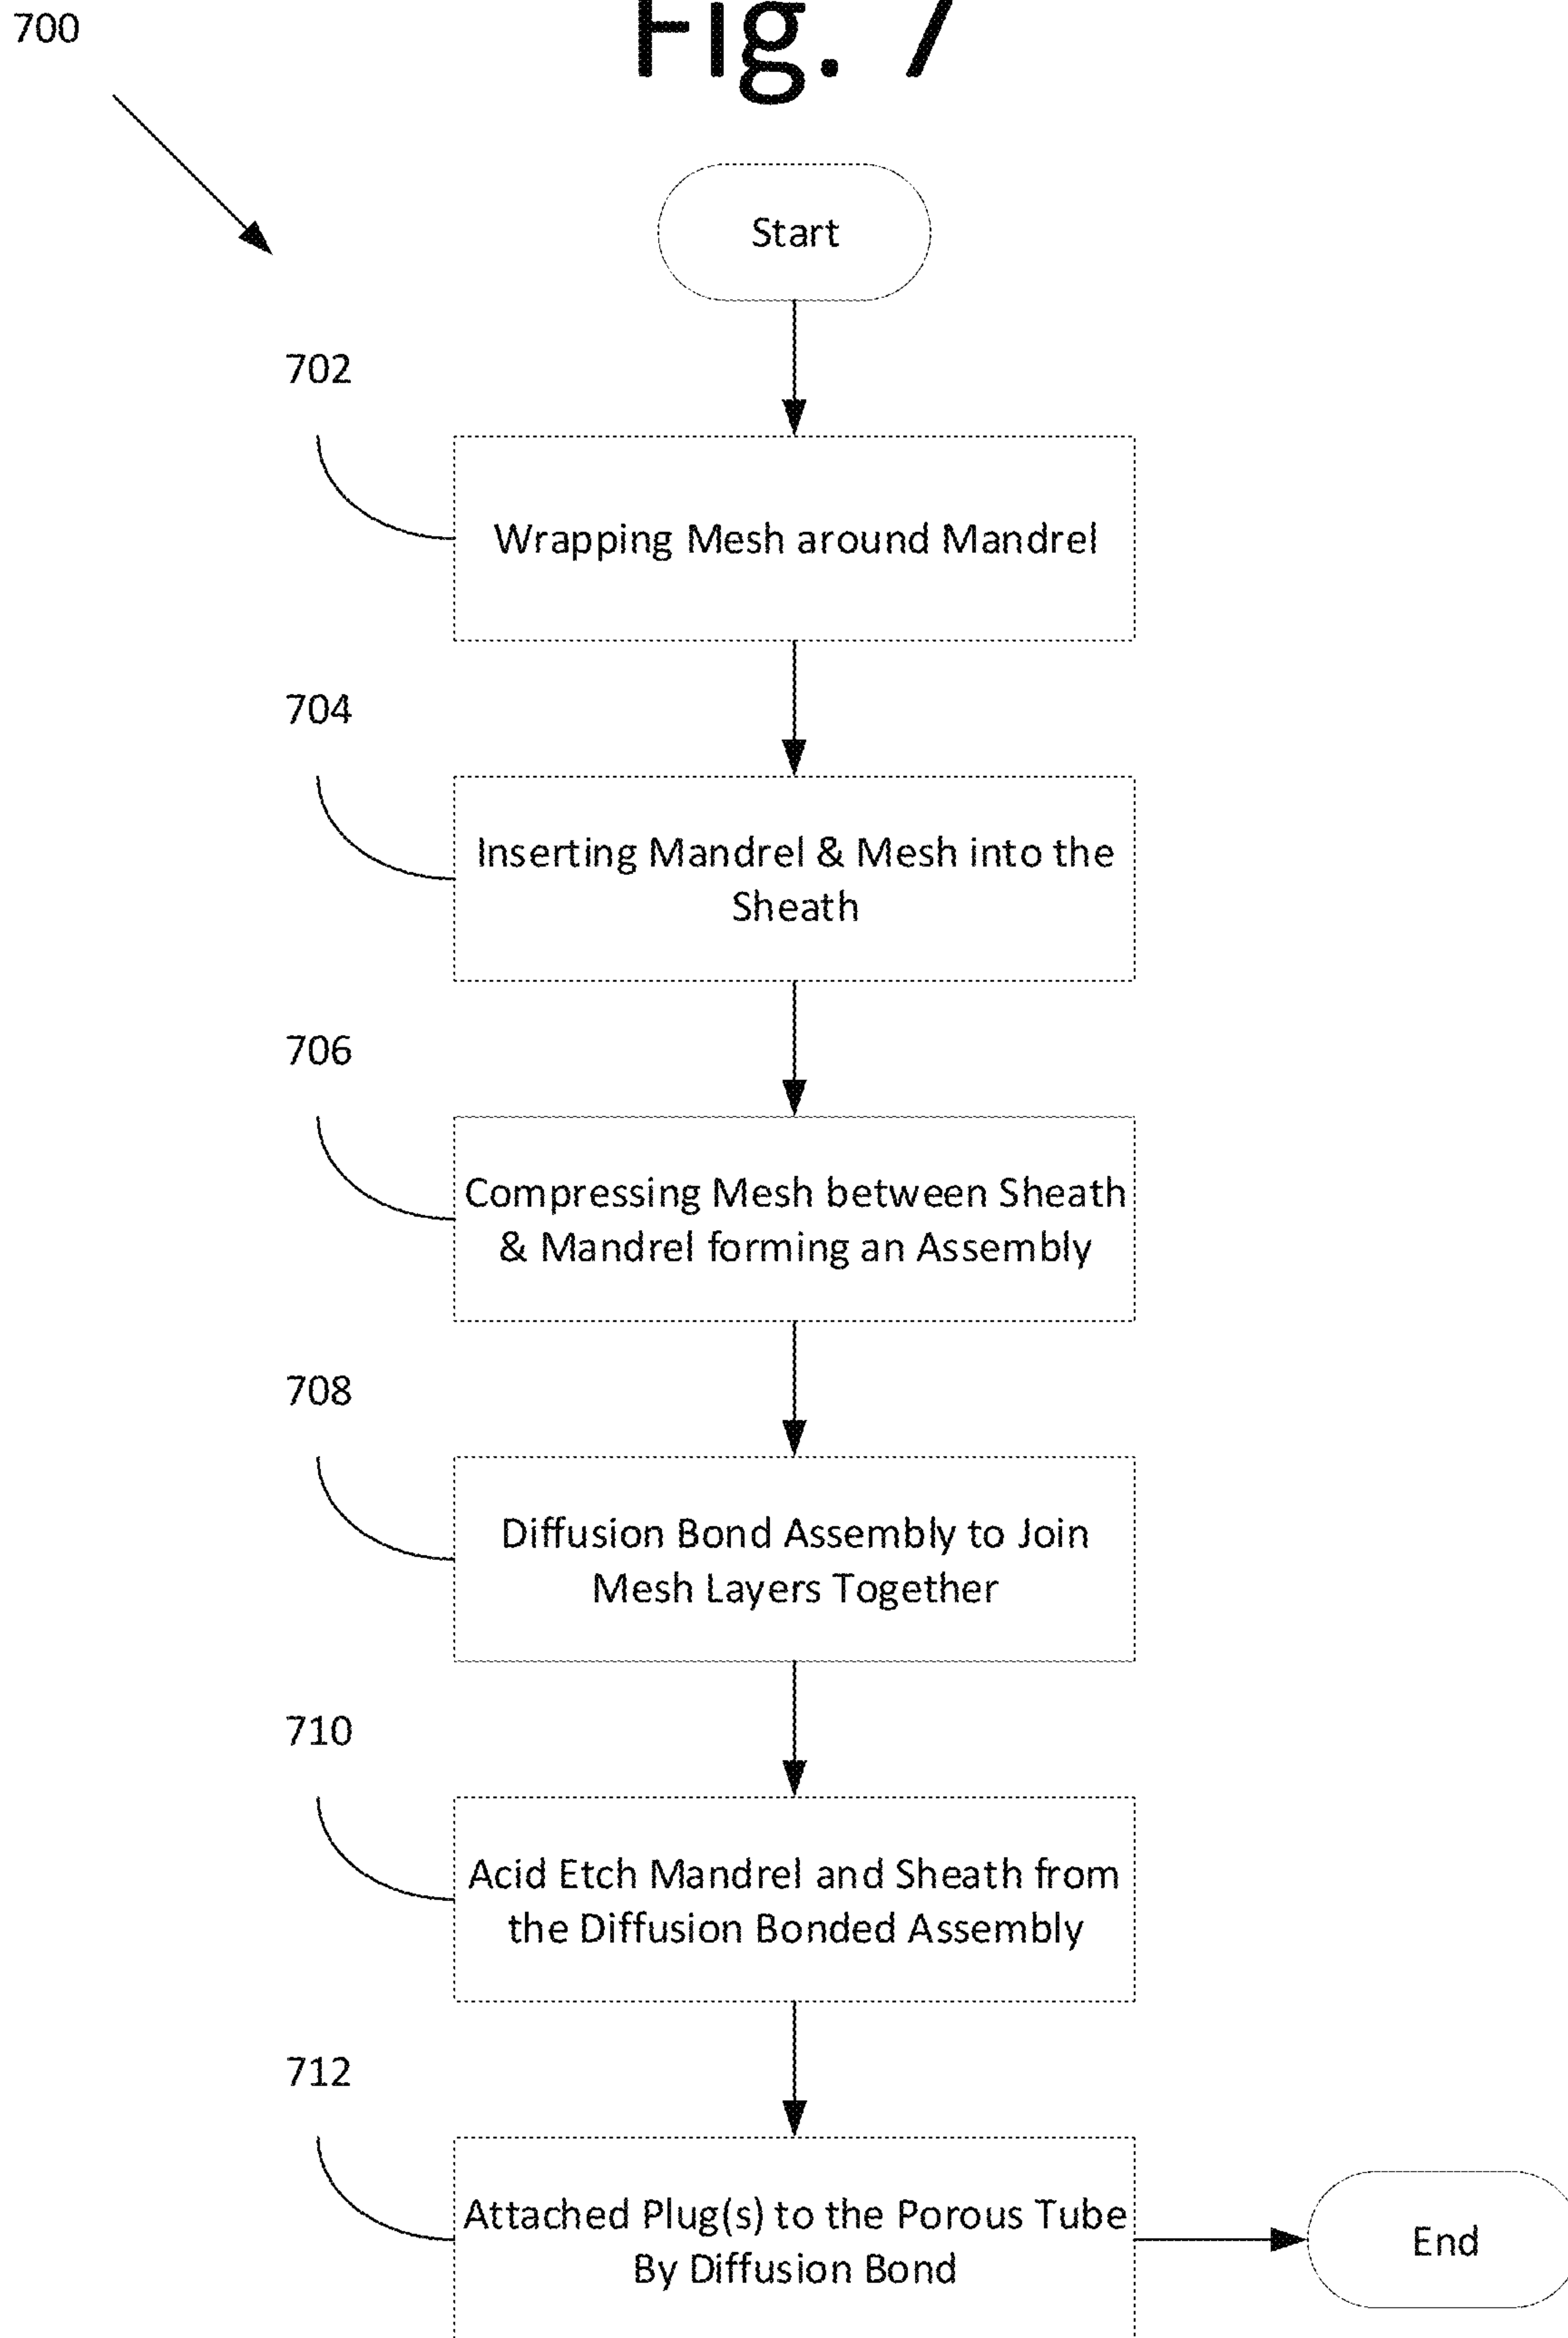 700
Fig. 7
Start
702
Wrapping Mesh around Mandrel
704
Inserting Mandrel & Mesh into the
Sheath
706
Compressing Mesh between Sheath
& Mandrel forming an Assembly
708
Diffusion Bond Assembly to Join
Mesh Layers Together
710
Acid Etch Mandrel and Sheath from
the Diffusion Bonded Assembly
712
Attached Plug(s) to the Porous Tube
By Diffusion Bond
End